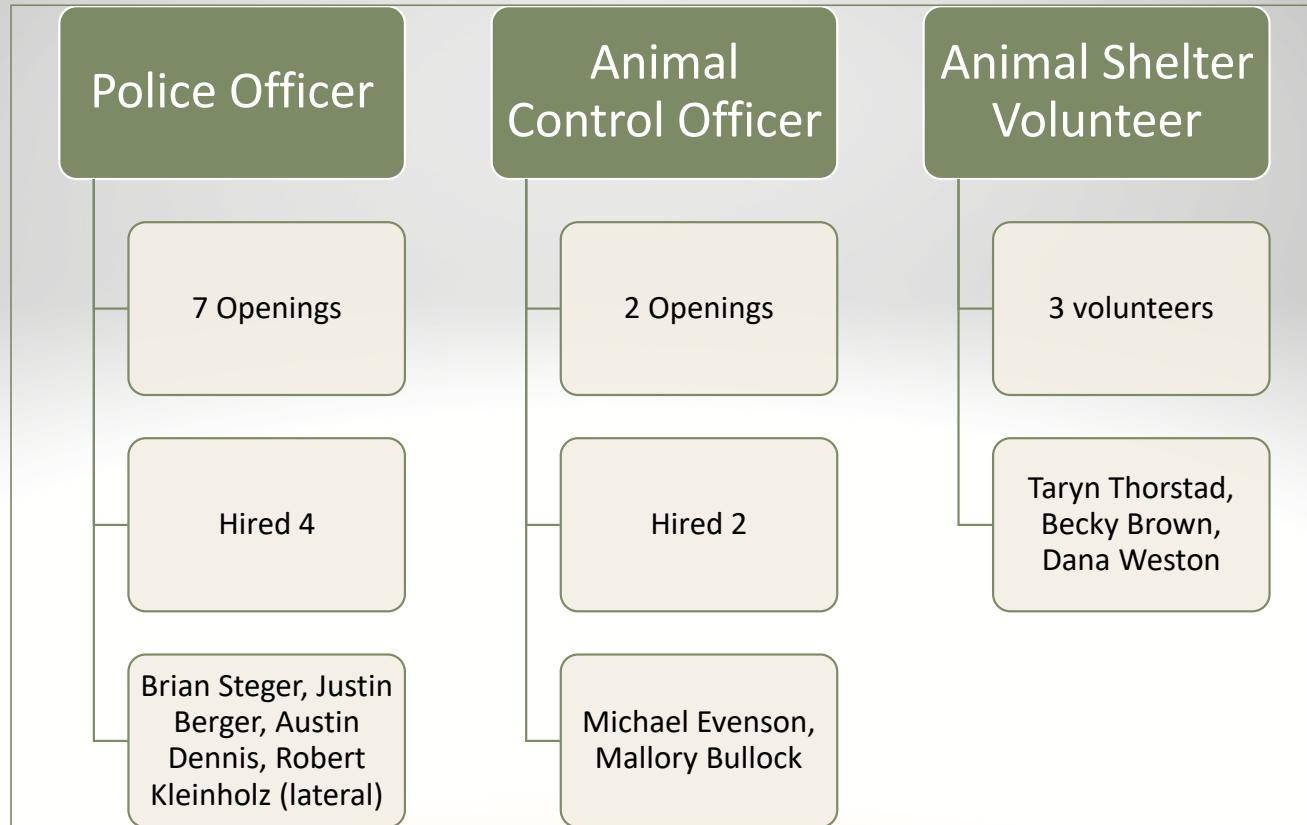 Police Officer
7 Openings
Hired 4
Brian Steger, Justin
Berger, Austin
Dennis, Robert
Kleinholz (lateral)
Animal
Control Officer
2 Openings
Hired 2
Michael Evenson,
Mallory Bullock
Animal Shelter
Volunteer
3 volunteers
Taryn Thorstad,
Becky Brown,
Dana Weston